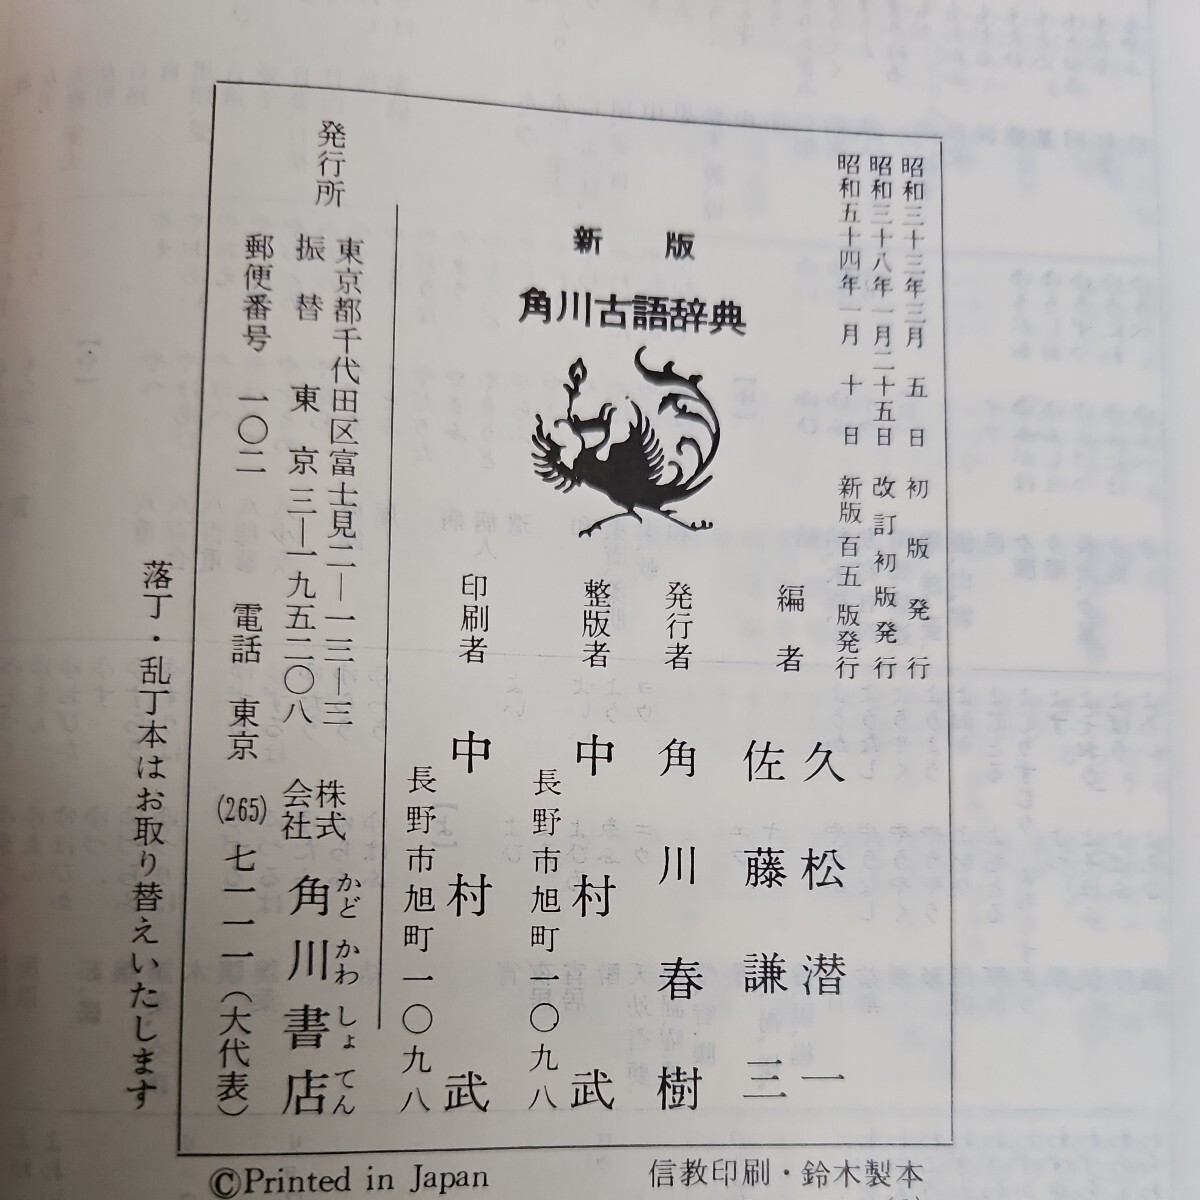 昭和三十三年三月　五　日　初　版　発　行
昭和三十八年一月二十五日　改訂初版発行
昭和五十四年一月　十　日　新版百五版発行
新　版
角川古語辞典
編　者
久松潜一
佐藤謙三
発行者　角川春樹
整版者　中村武
長野市旭町一〇九八
印刷者　中村武
長野市旭町一〇九八
発行所
東京都千代田区富士見二―一三―三
振替　東京三―一九五二〇八
株式会社　角川書店
かどかわしょてん
郵便番号　一〇二　電話　東京　(265)　七一一一（大代表）
落丁・乱丁本はお取り替えいたします
©Printed in Japan
信教印刷・鈴木製本